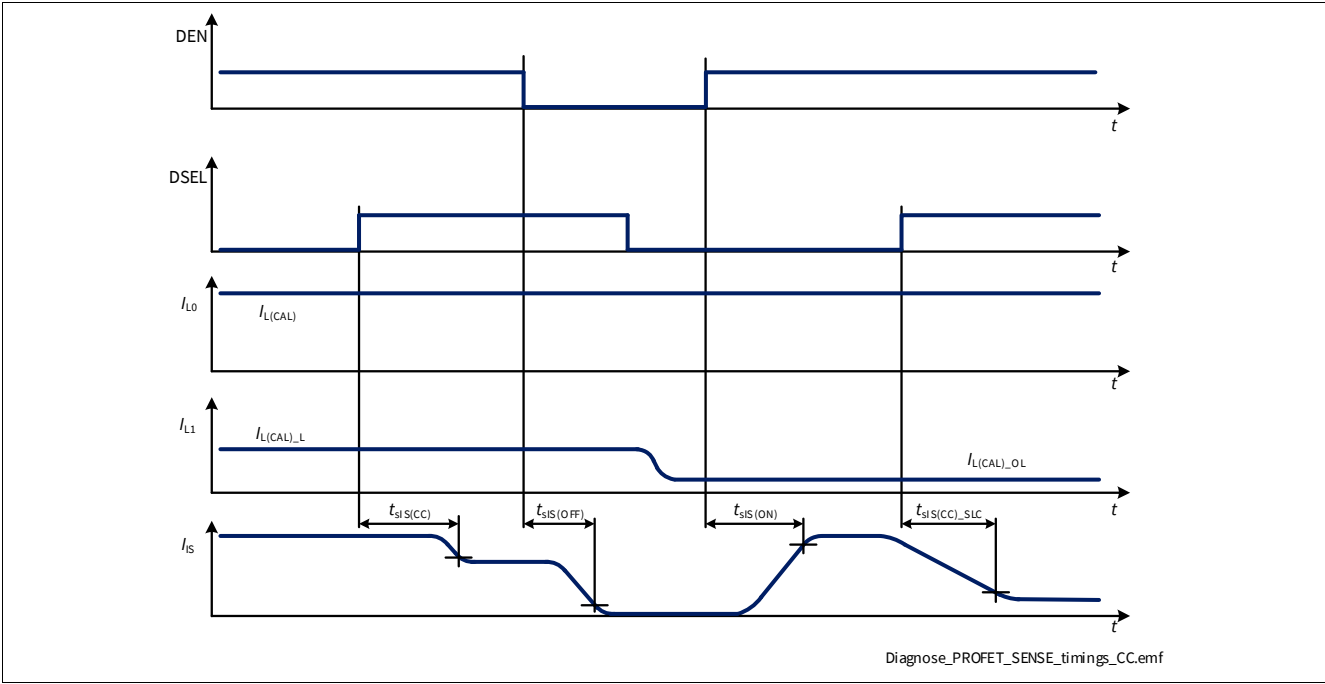 DEN
t
DSEL
t
IL0
IL(CAL)
t
IL1
IL(CAL)_L
IL(CAL)_OL
t
tsIS(CC)
tsIS(OFF)
tsIS(ON)
tsIS(CC)_SLC
IIS
t
Diagnose_PROFET_SENSE_timings_CC.emf